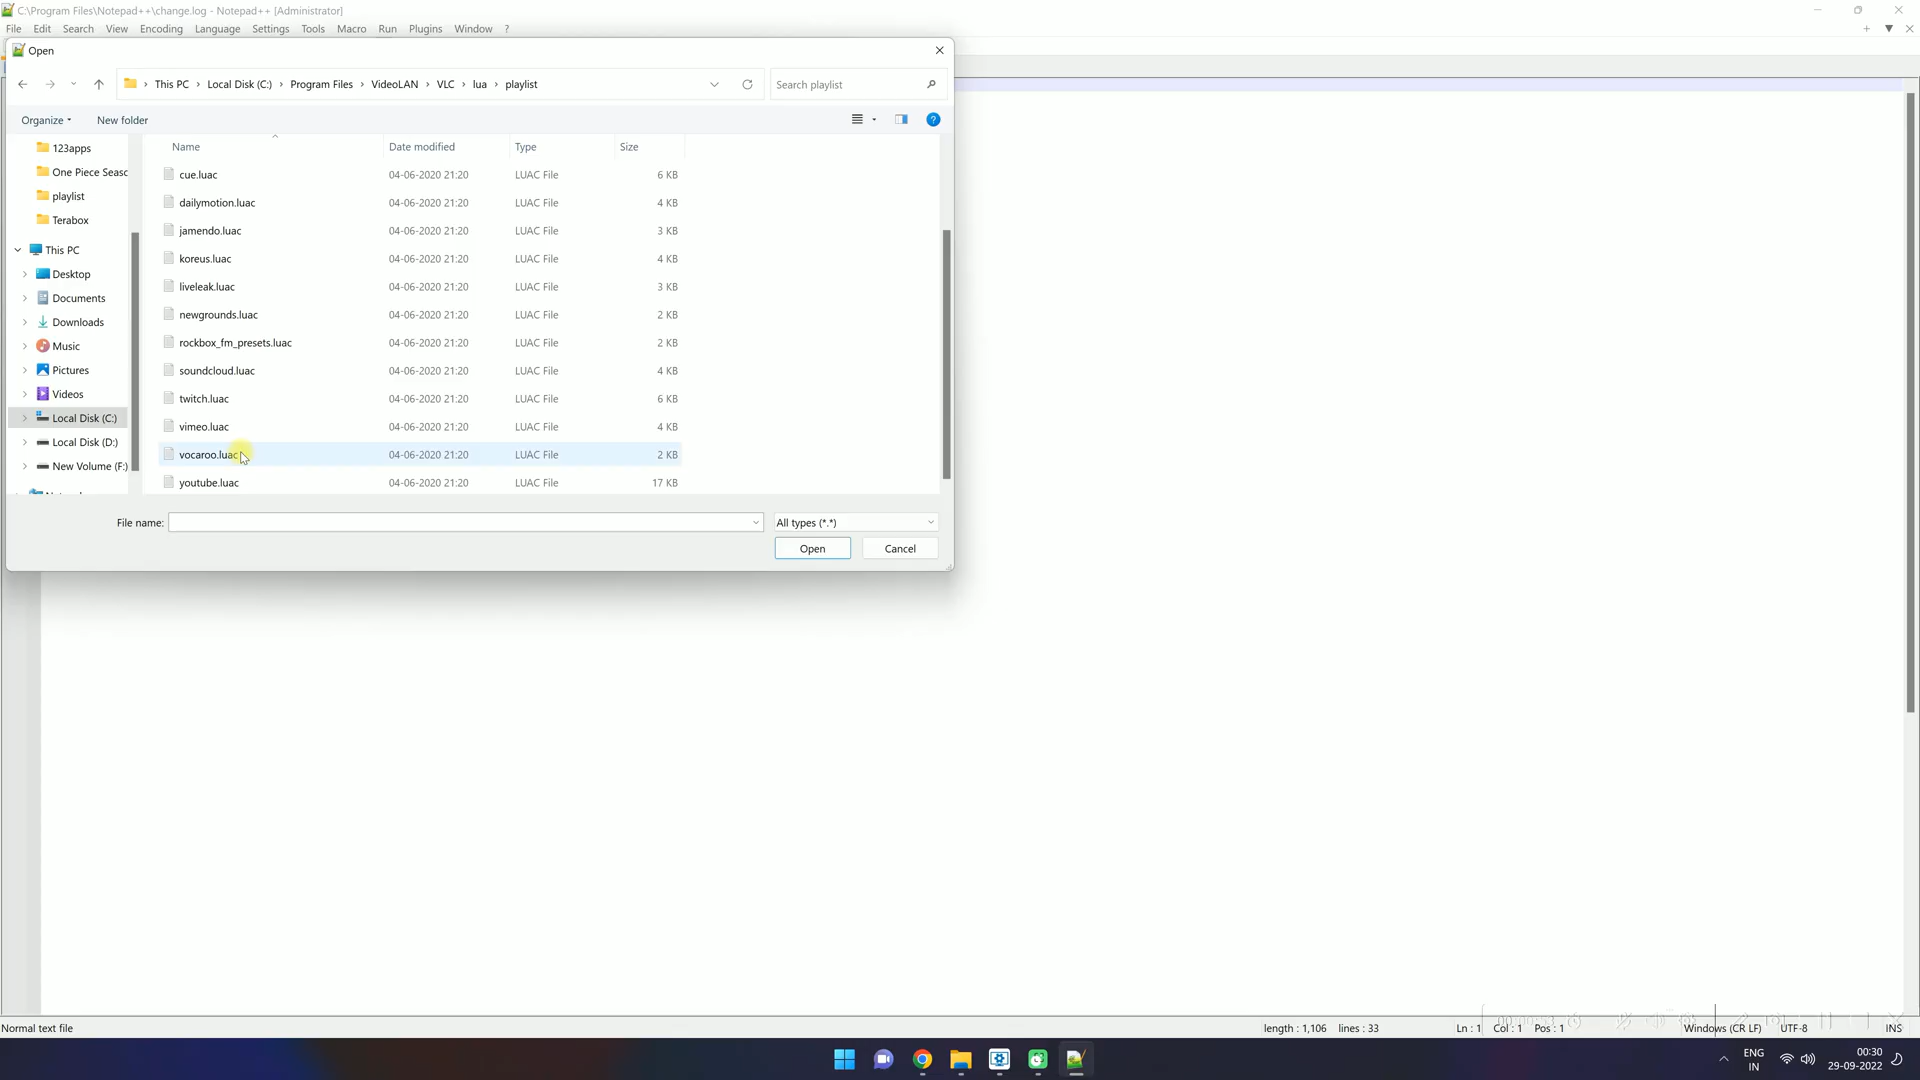 C:\Program Files\Notepad++\change.log - Notepad++ [Administrator]
File Edit Search View Encoding Language Settings Tools Macro Run Plugins Window ?
Open
This PC › Local Disk (C:) › Program Files › VideoLAN › VLC › lua › playlist
Search playlist
Organize New folder
Name Date modified Type Size
123apps
One Piece Seasc
playlist
Terabox
This PC
Desktop
Documents
Downloads
Music
Pictures
Videos
Local Disk (C:)
Local Disk (D:)
New Volume (F:)
cue.luac 04-06-2020 21:20 LUAC File 6 KB
dailymotion.luac 04-06-2020 21:20 LUAC File 4 KB
jamendo.luac 04-06-2020 21:20 LUAC File 3 KB
koreus.luac 04-06-2020 21:20 LUAC File 4 KB
liveleak.luac 04-06-2020 21:20 LUAC File 3 KB
newgrounds.luac 04-06-2020 21:20 LUAC File 2 KB
rockbox_fm_presets.luac 04-06-2020 21:20 LUAC File 2 KB
soundcloud.luac 04-06-2020 21:20 LUAC File 4 KB
twitch.luac 04-06-2020 21:20 LUAC File 6 KB
vimeo.luac 04-06-2020 21:20 LUAC File 4 KB
vocaroo.luac 04-06-2020 21:20 LUAC File 2 KB
youtube.luac 04-06-2020 21:20 LUAC File 17 KB
File name: All types (*.*)
Open Cancel
Normal text file length : 1,106 lines : 33 Ln : 1 Col : 1 Pos : 1 Windows (CR LF) UTF-8 INS
ENG 00:30
IN 29-09-2022